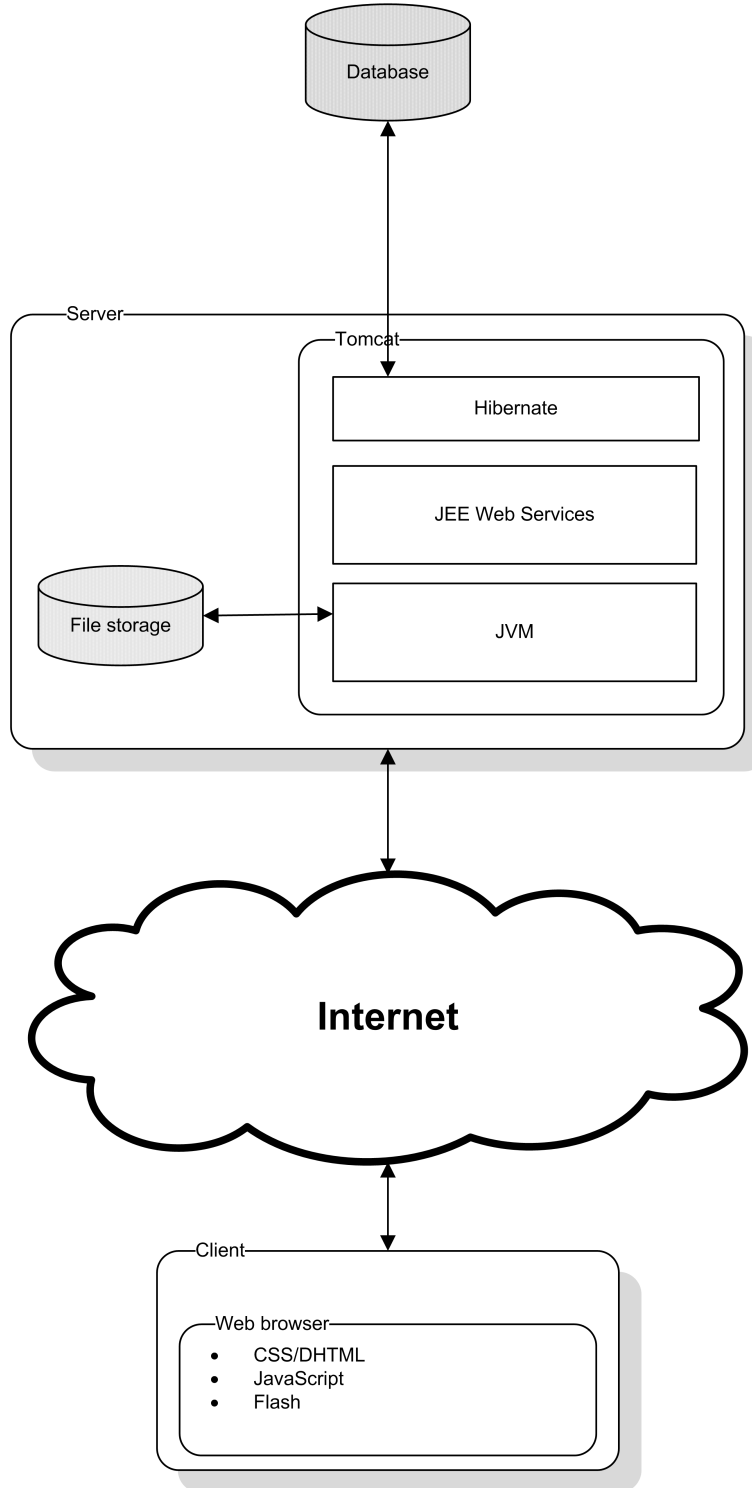 Database
Server
Tomcat
Hibernate
JEE Web Services
File storage
JVM
Internet
Client
Web browser
• CSS/DHTML
• JavaScript
• Flash